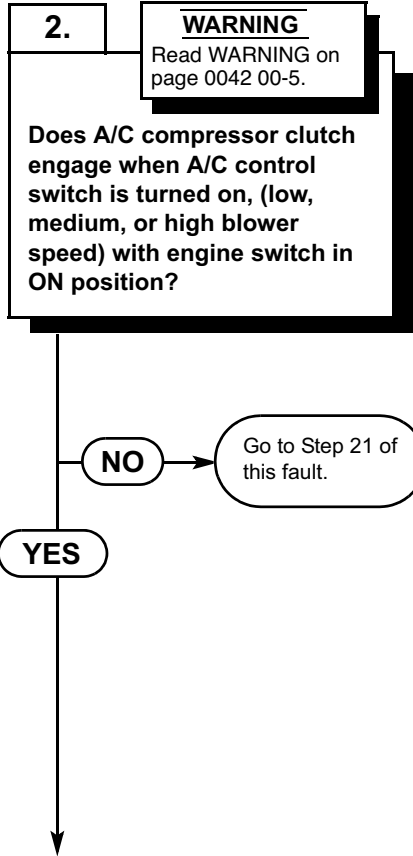 2.
WARNING
Read WARNING on
page 0042 00-5.
Does A/C compressor clutch
engage when A/C control
switch is turned on, (low,
medium, or high blower
speed) with engine switch in
ON position?
NO
Go to Step 21 of
this fault.
YES